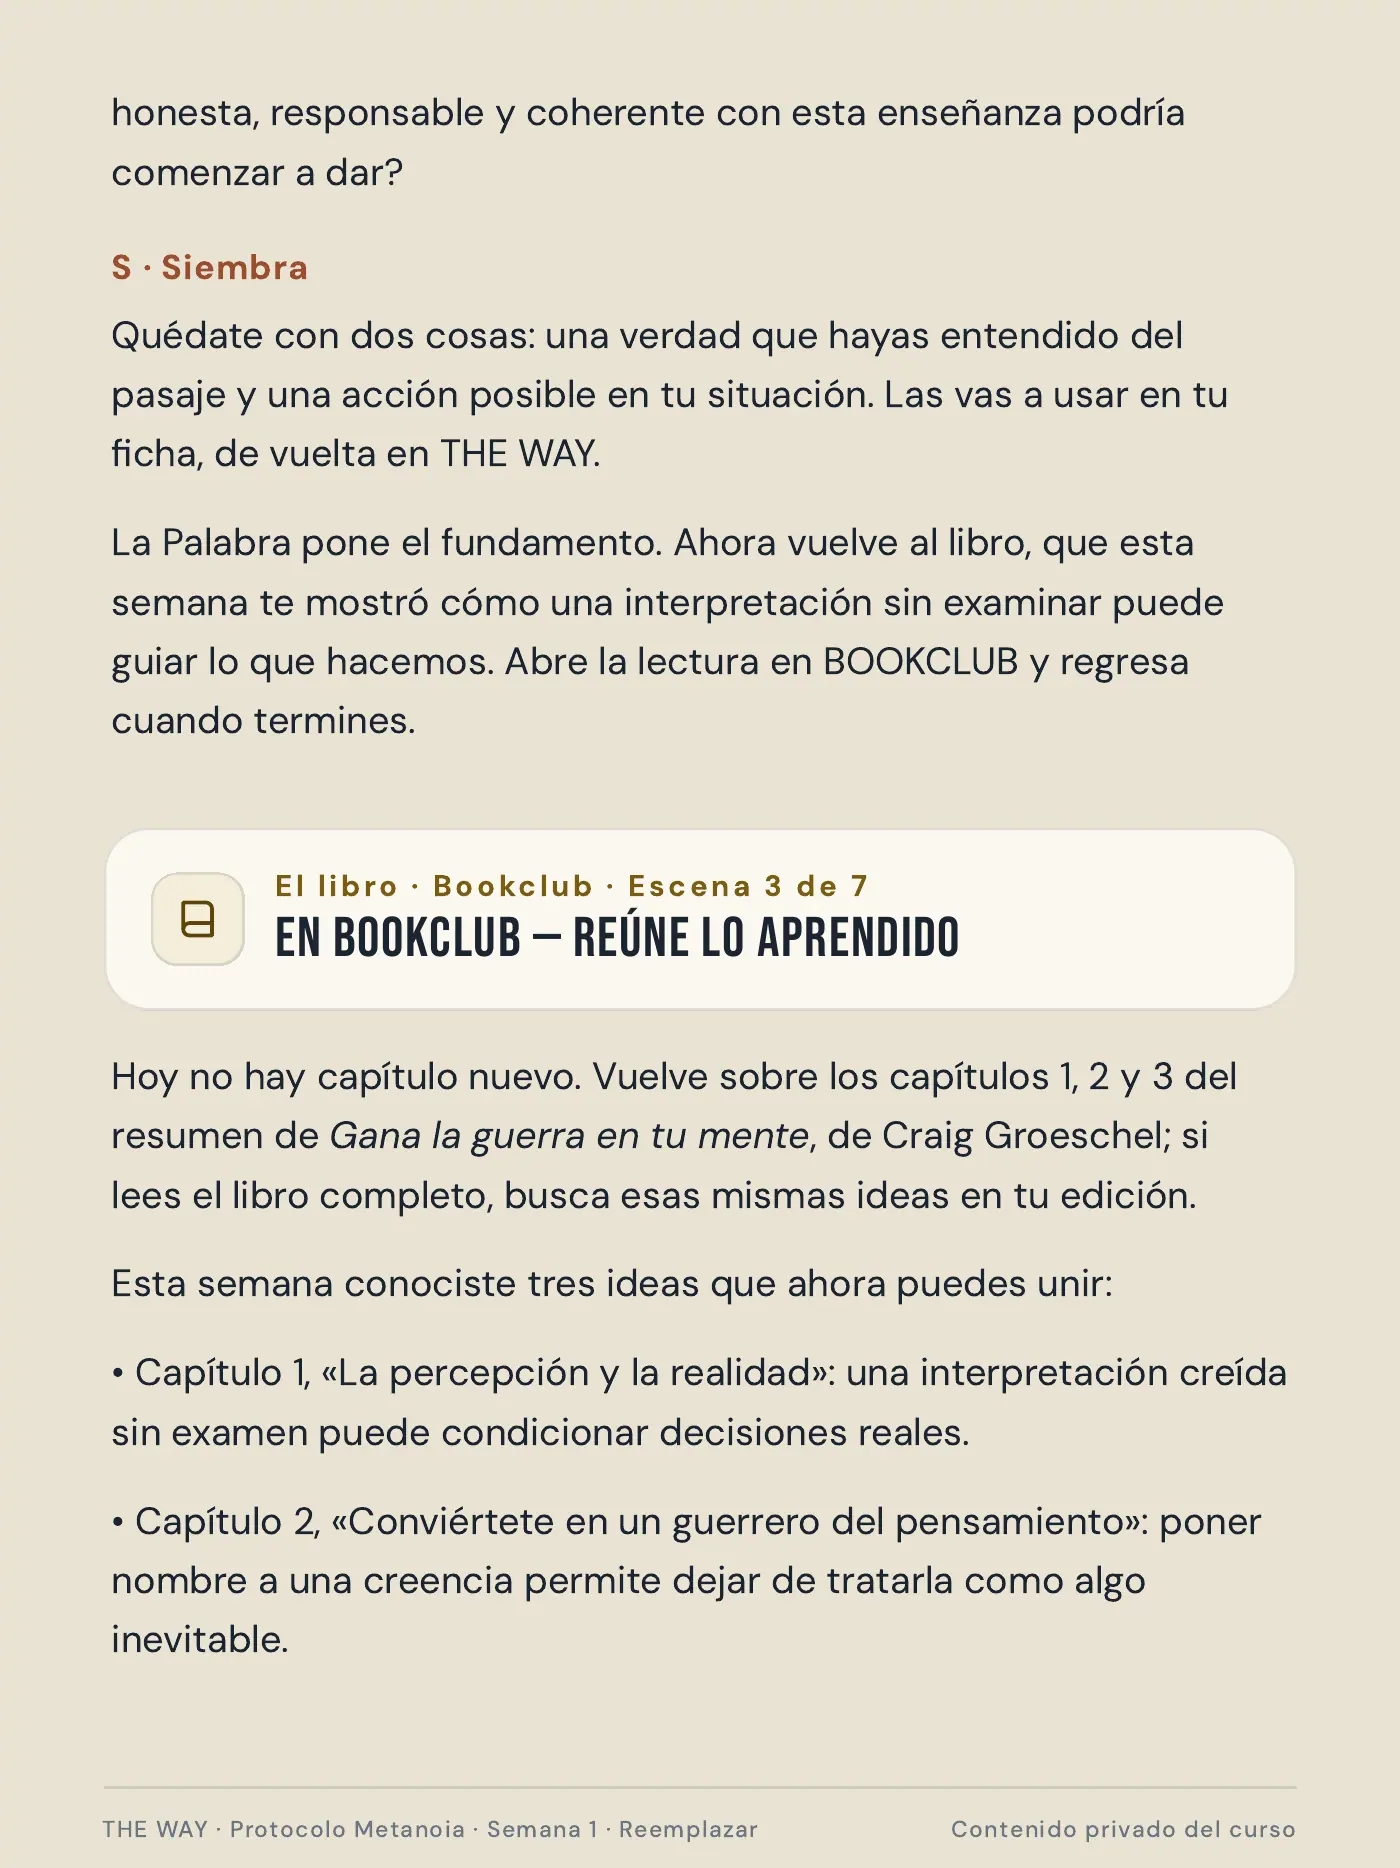 honesta, responsable y coherente con esta enseñanza podría
comenzar a dar?
S · Siembra
Quédate con dos cosas: una verdad que hayas entendido del
pasaje y una acción posible en tu situación. Las vas a usar en tu
ficha, de vuelta en THE WAY.
La Palabra pone el fundamento. Ahora vuelve al libro, que esta
semana te mostró cómo una interpretación sin examinar puede
guiar lo que hacemos. Abre la lectura en BOOKCLUB y regresa
cuando termines.
El libro · Bookclub · Escena 3 de 7
EN BOOKCLUB — REÚNE LO APRENDIDO
Hoy no hay capítulo nuevo. Vuelve sobre los capítulos 1, 2 y 3 del
resumen de Gana la guerra en tu mente, de Craig Groeschel; si
lees el libro completo, busca esas mismas ideas en tu edición.
Esta semana conociste tres ideas que ahora puedes unir:
• Capítulo 1, «La percepción y la realidad»: una interpretación creída
sin examen puede condicionar decisiones reales.
• Capítulo 2, «Conviértete en un guerrero del pensamiento»: poner
nombre a una creencia permite dejar de tratarla como algo
inevitable.
THE WAY · Protocolo Metanoia · Semana 1 · Reemplazar
Contenido privado del curso